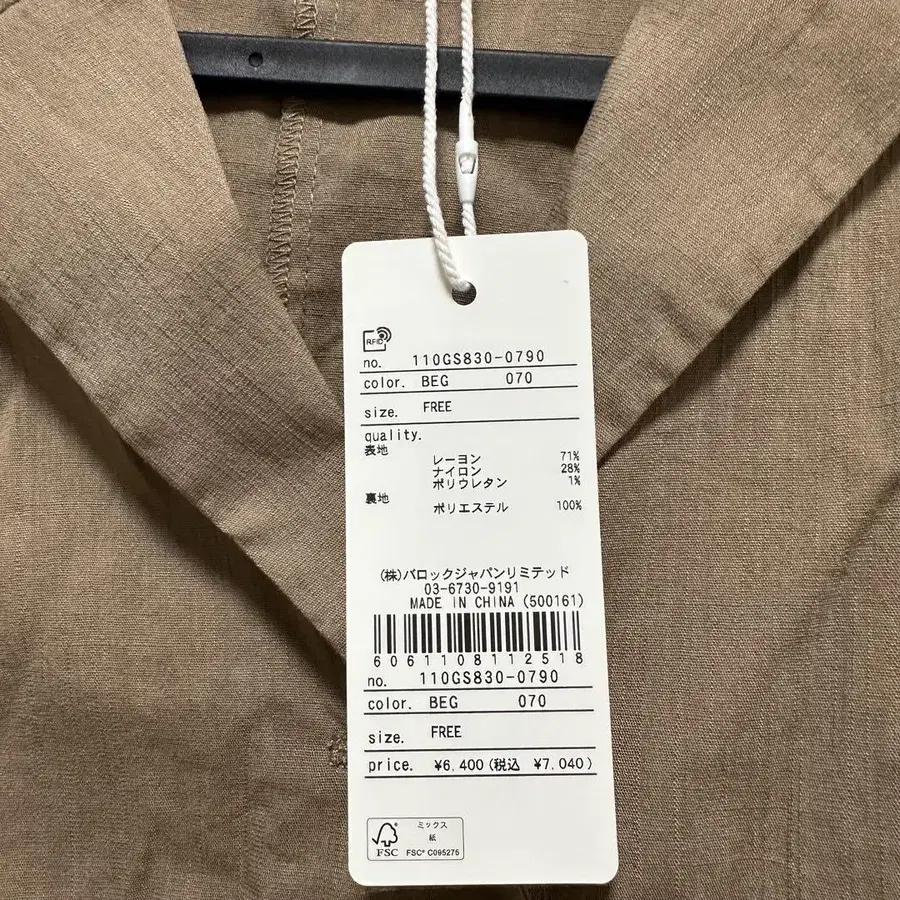 RFID
no. 110GS830-0790
color. BEG 070
size. FREE
quality.
表地
レーヨン 71%
ナイロン 28%
ポリウレタン 1%
裏地
ポリエステル 100%
(株)バロックジャパンリミテッド
03-6730-9191
MADE IN CHINA (500161)
6061108112518
no. 110GS830-0790
color. BEG 070
size. FREE
price. ¥6,400(税込 ¥7,040)
ミックス
紙
FSC
FSC® C095275